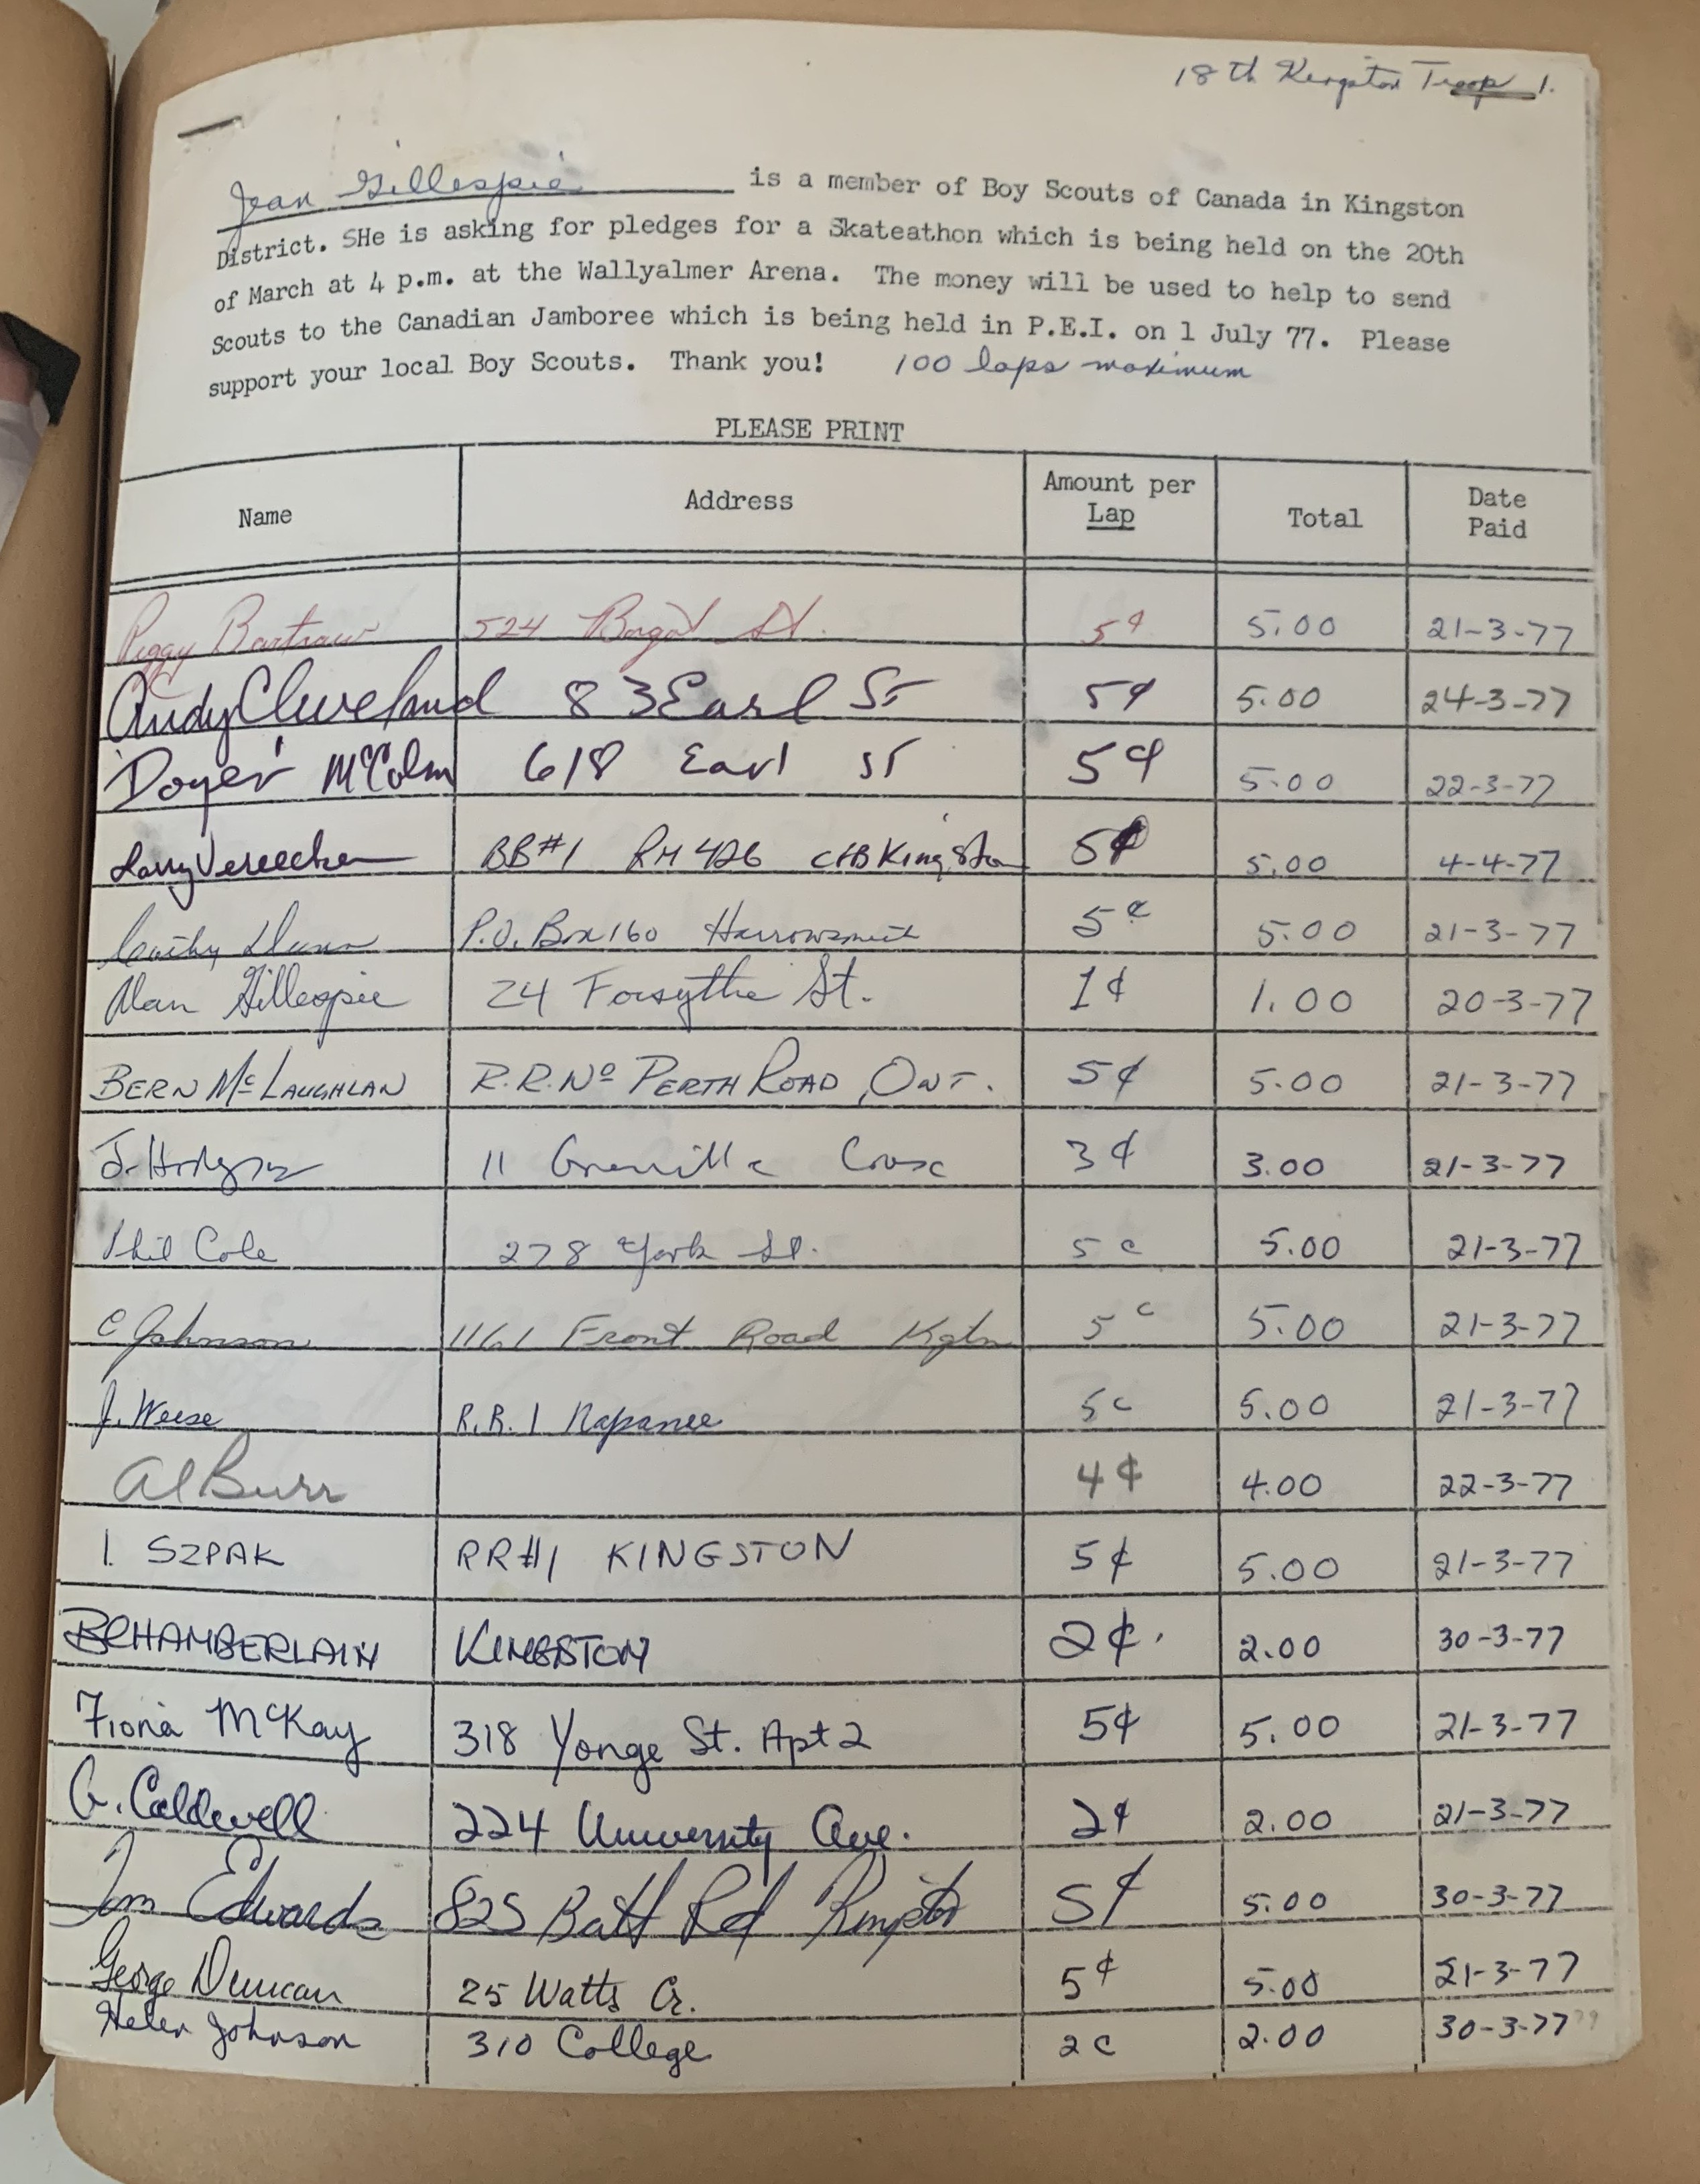 18th Kingston Troop 1.
Jean Gillespie is a member of Boy Scouts of Canada in Kingston
District. SHe is asking for pledges for a Skateathon which is being held on the 20th
of March at 4 p.m. at the Wallyalmer Arena. The money will be used to help to send
Scouts to the Canadian Jamboree which is being held in P.E.I. on 1 July 77. Please
support your local Boy Scouts. Thank you! 100 laps maximum
PLEASE PRINT
Name Address Amount per Lap Total Date Paid
Peggy 524 Bagot St. 5¢ 5.00 21-3-77
Andy Cleveland 83 Earl St 5¢ 5.00 24-3-77
"Doyer" McColm 618 Earl St 5¢ 5.00 22-3-77
Larry Vereecken BB#1 RM 426 CFB Kingston 5¢ 5.00 4-4-77
Cathy Dunn P.O. Box 160 Harrowsmith 5¢ 5.00 21-3-77
Alan Gillespie 24 Forsythe St. 1¢ 1.00 20-3-77
BERN McLAUGHLAN R.R.No PERTH ROAD, ONT. 5¢ 5.00 21-3-77
11 Grenville 3¢ 3.00 21-3-77
Phil Cole 278 York St. 5c 5.00 21-3-77
C Johnson 1161 Front Road Kgtn 5c 5.00 21-3-77
J. Weese R.R. 1 Napanee 5c 5.00 21-3-77
Al Burr 4¢ 4.00 22-3-77
I. SZPAK RR#1 KINGSTON 5¢ 5.00 21-3-77
B CHAMBERLAIN KINGSTON 2¢ 2.00 30-3-77
Fiona McKay 318 Yonge St. Apt 2 5¢ 5.00 21-3-77
G. Caldwell 224 University Ave. 2¢ 2.00 21-3-77
Tom Edwards 825 Bath Rd Kingston 5¢ 5.00 30-3-77
George Duncan 25 Watts Cr. 5¢ 5.00 21-3-77
Helen Johnson 310 College 2c 2.00 30-3-77